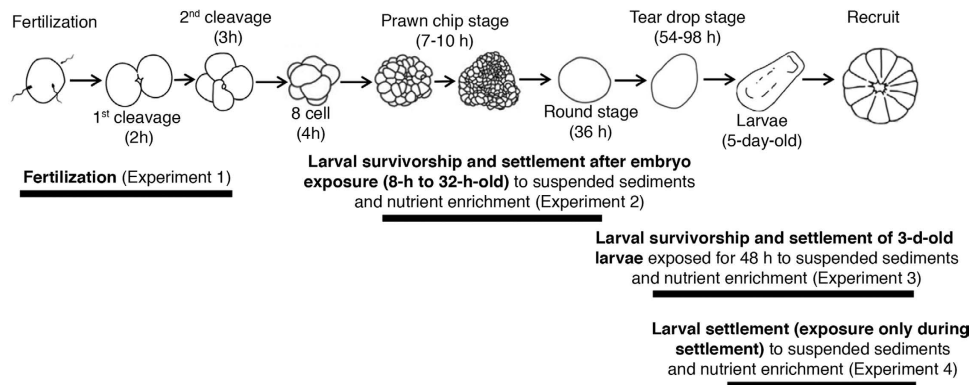 Fertilization
2nd cleavage
(3h)
Prawn chip stage
(7-10 h)
Tear drop stage
(54-98 h)
Recruit
1st cleavage
(2h)
8 cell
(4h)
Round stage
(36 h)
Larvae
(5-day-old)
Fertilization (Experiment 1)
Larval survivorship and settlement after embryo
exposure (8-h to 32-h-old) to suspended sediments
and nutrient enrichment (Experiment 2)
Larval survivorship and settlement of 3-d-old
larvae exposed for 48 h to suspended sediments
and nutrient enrichment (Experiment 3)
Larval settlement (exposure only during
settlement) to suspended sediments
and nutrient enrichment (Experiment 4)